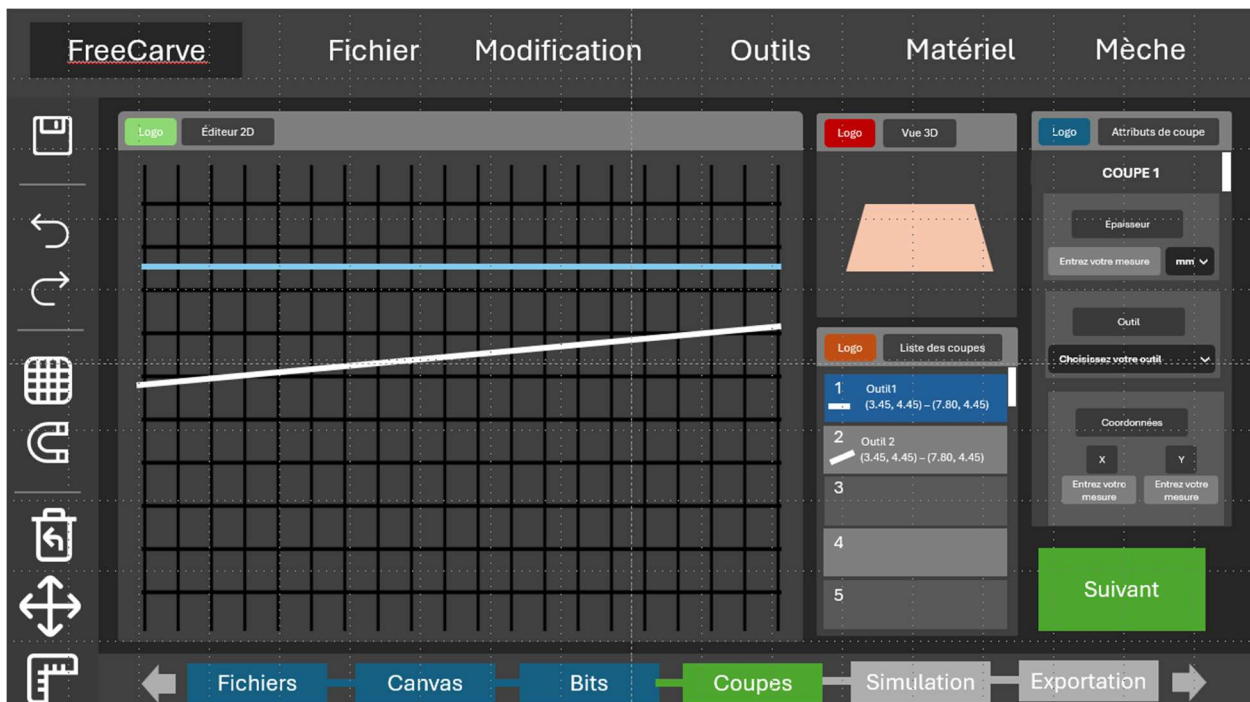 FreeCarve
Fichier
Modification
Outils
Matériel
Mèche
Logo
Éditeur 2D
Logo
Vue 3D
Logo
Liste des coupes
1
Outil1
(3.45, 4.45) – (7.80, 4.45)
2
Outil 2
(3.45, 4.45) – (7.80, 4.45)
3
4
5
Logo
Attributs de coupe
COUPE 1
Épaisseur
Entrez votre mesure
mm
Outil
Choisissez votre outil
Coordonnées
X
Y
Entrez votre
mesure
Entrez votre
mesure
Suivant
Fichiers
Canvas
Bits
Coupes
Simulation
Exportation